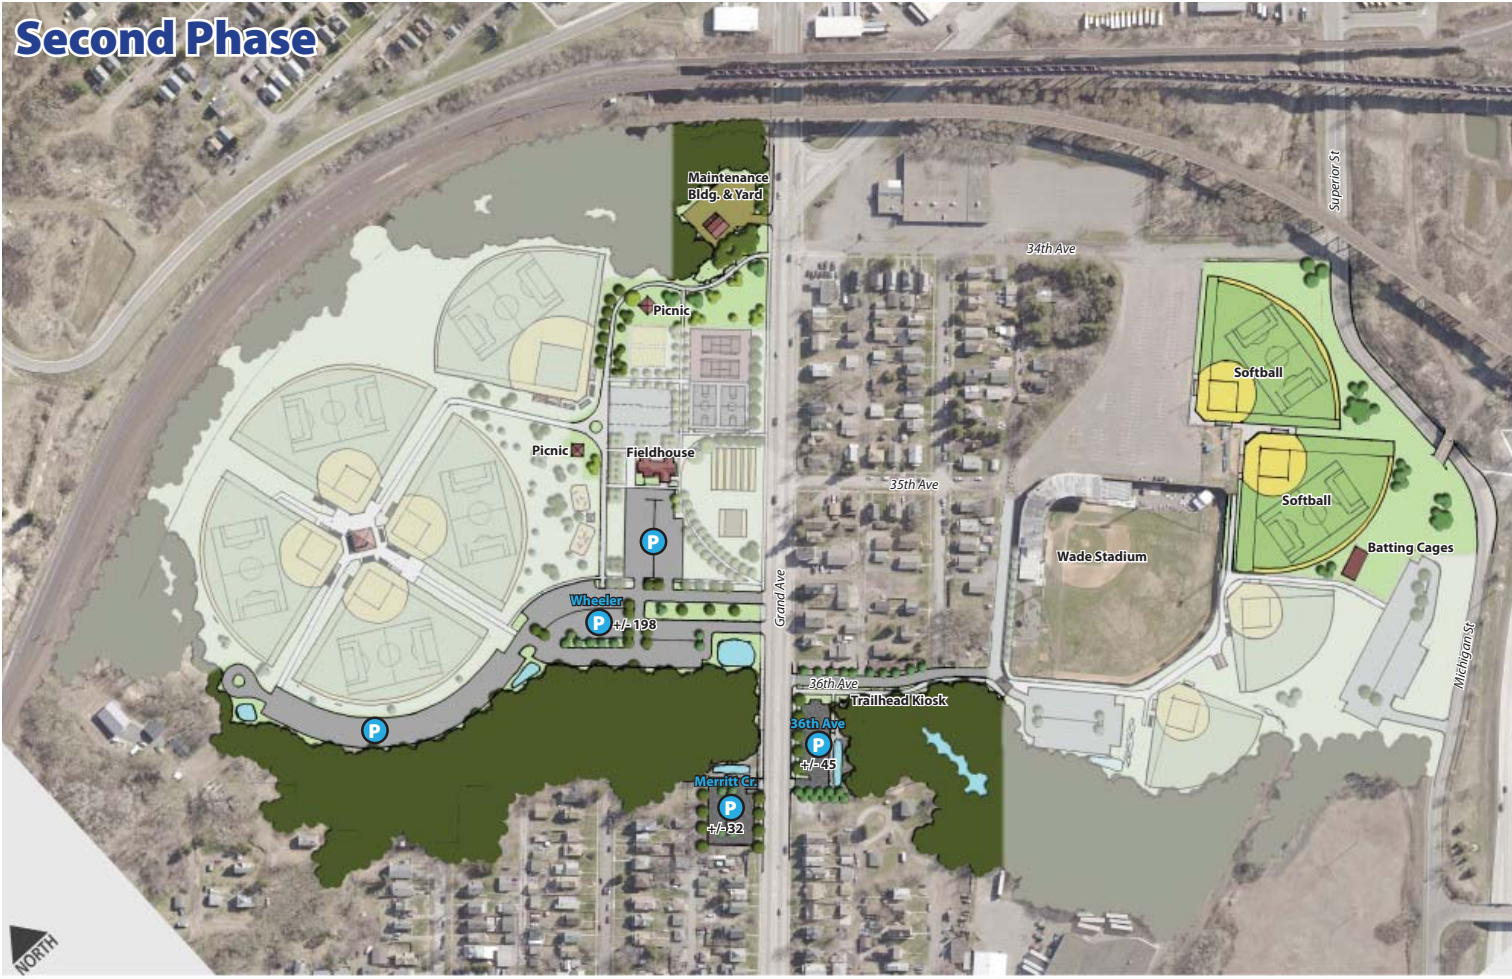 Second Phase
Maintenance
Bldg. & Yard
Superior St
34th Ave
Picnic
Softball
Picnic
Fieldhouse
35th Ave
Softball
P
Wade Stadium
Batting Cages
Grand Ave
Wheeler
P +/- 198
Michigan St
36th Ave
Trailhead Kiosk
P
36th Ave
P
+/- 45
Merritt Cr.
P
+/- 32
NORTH